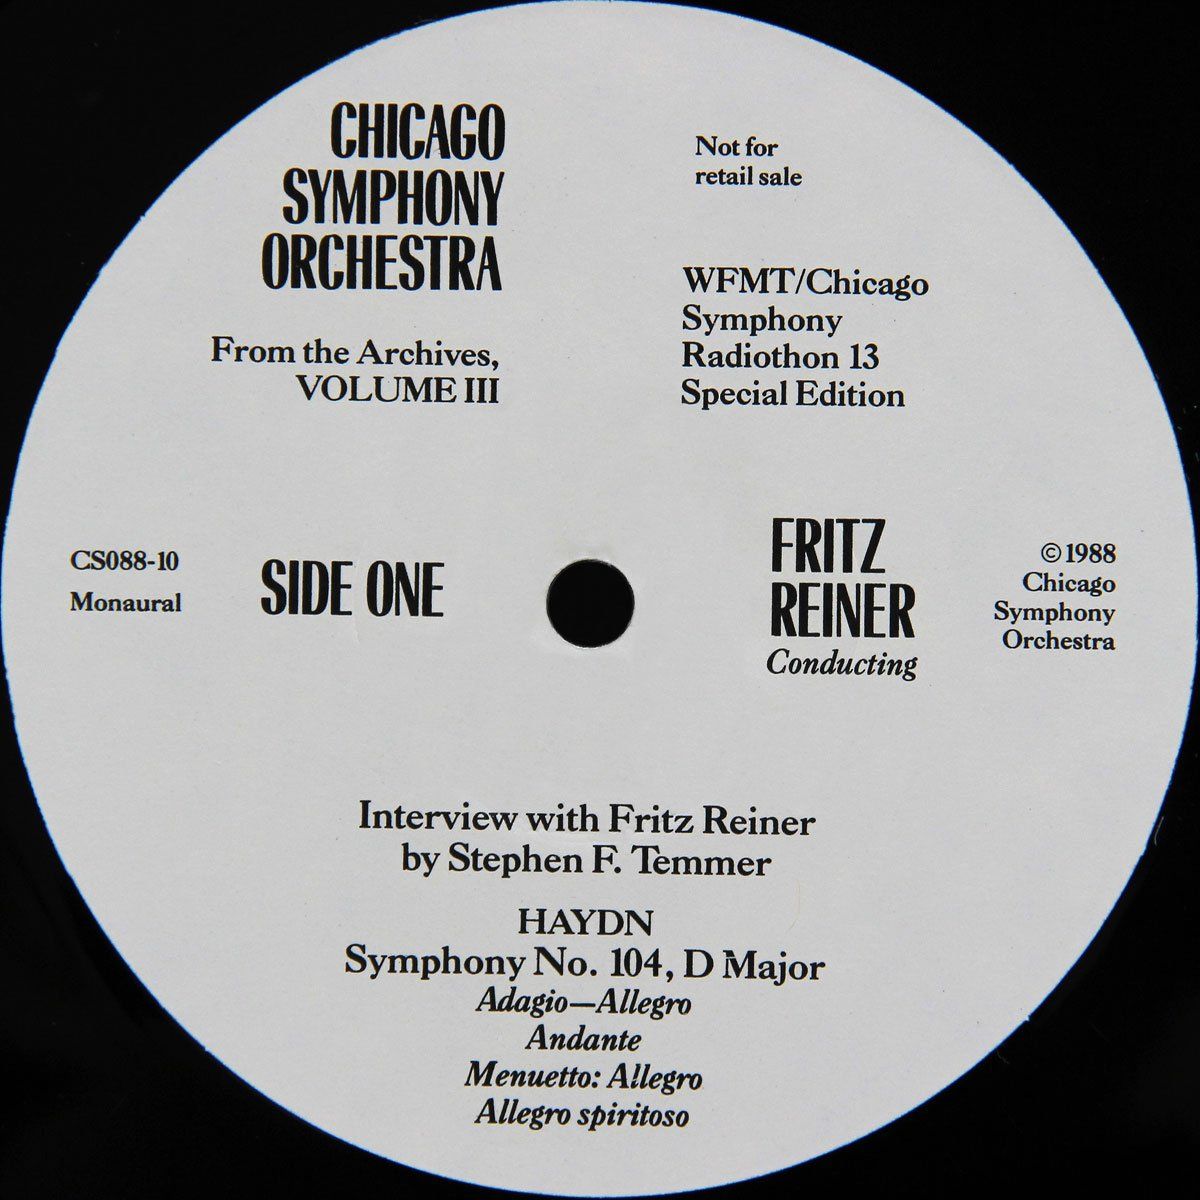 CHICAGO
SYMPHONY
ORCHESTRA
From the Archives,
VOLUME III
Not for
retail sale
WFMT/Chicago
Symphony
Radiothon 13
Special Edition
CS088-10
Monaural
SIDE ONE
FRITZ
REINER
Conducting
©1988
Chicago
Symphony
Orchestra
Interview with Fritz Reiner
by Stephen F. Temmer
HAYDN
Symphony No. 104, D Major
Adagio—Allegro
Andante
Menuetto: Allegro
Allegro spiritoso